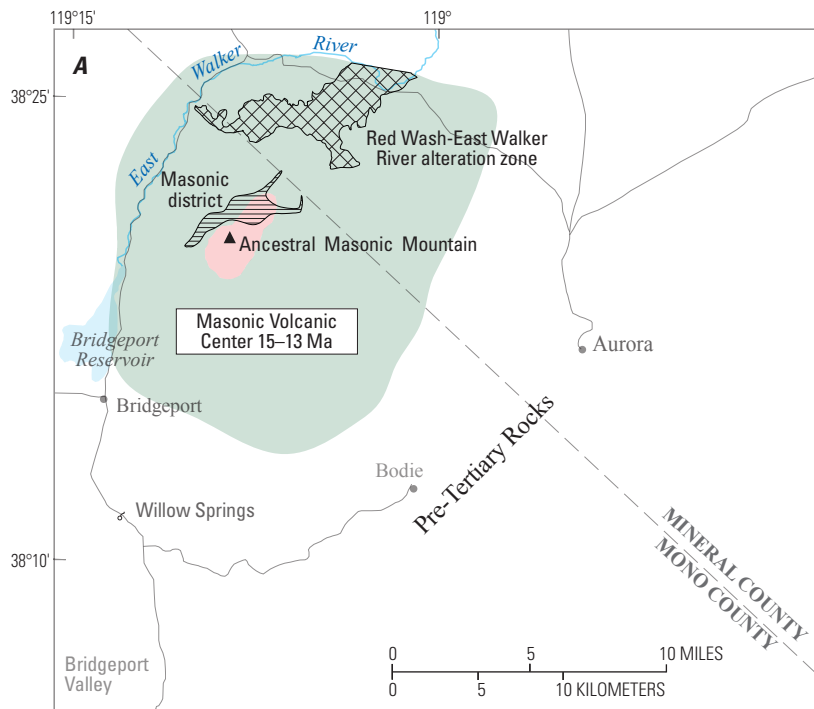 119°15'
119°
A
River
Walker
East
38°25'
Red Wash-East Walker
River alteration zone
Masonic
district
Ancestral Masonic Mountain
Masonic Volcanic
Center 15–13 Ma
Bridgeport
Reservoir
Aurora
Bridgeport
Pre-Tertiary Rocks
Bodie
Willow Springs
38°10'
MINERAL COUNTY
MONO COUNTY
Bridgeport
Valley
0 5 10 MILES
0 5 10 KILOMETERS